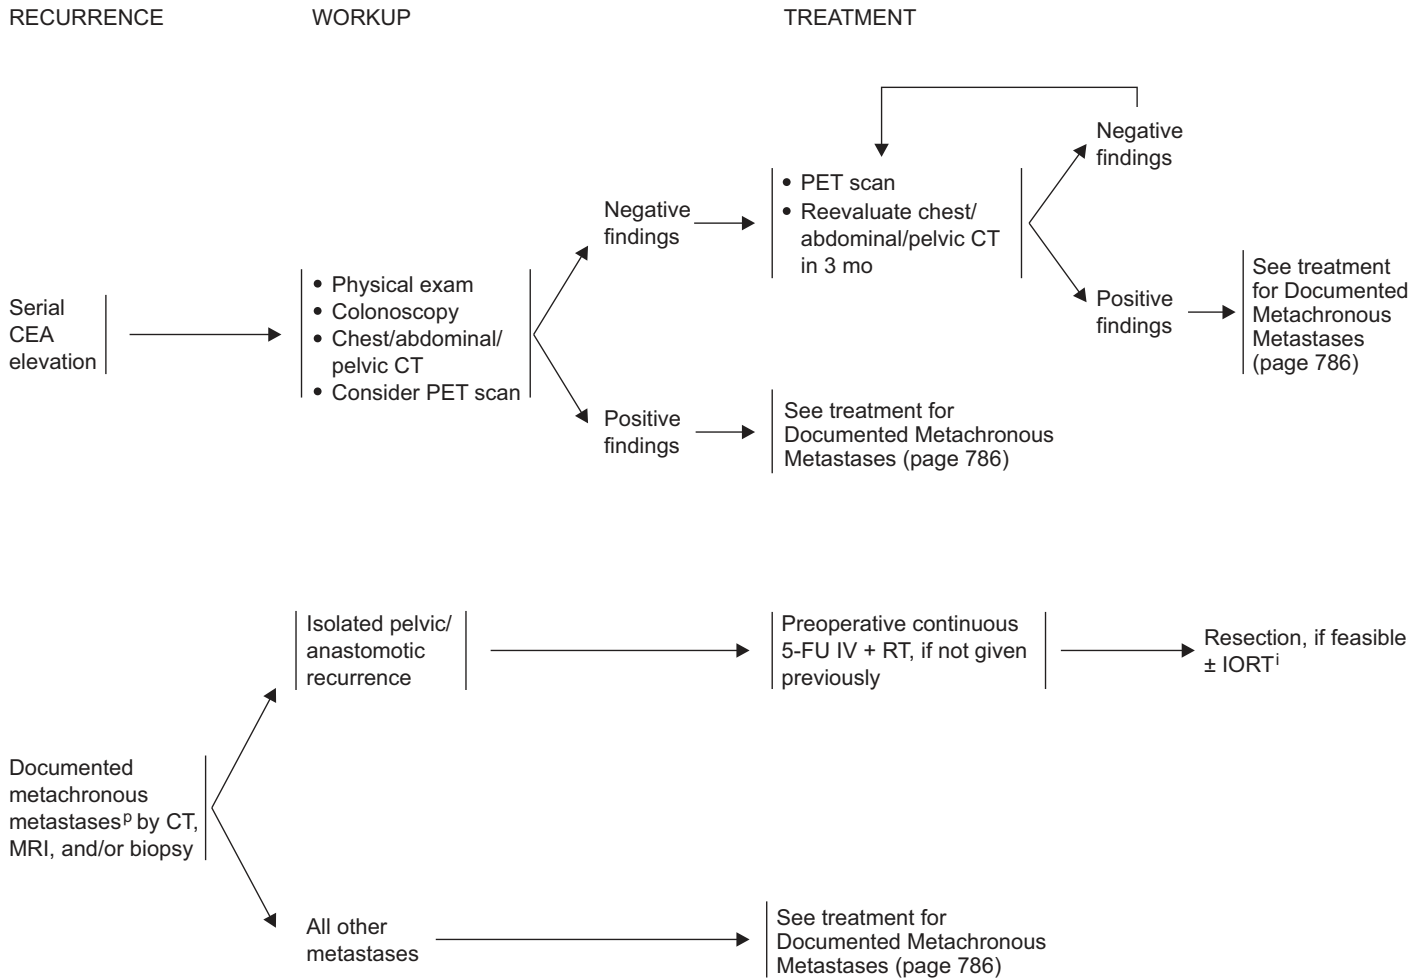 RECURRENCE
WORKUP
TREATMENT
Serial
CEA
elevation
• Physical exam
• Colonoscopy
• Chest/abdominal/
pelvic CT
• Consider PET scan
Negative
findings
• PET scan
• Reevaluate chest/
abdominal/pelvic CT
in 3 mo
Negative
findings
Positive
findings
See treatment
for Documented
Metachronous
Metastases
(page 786)
Positive
findings
See treatment for
Documented Metachronous
Metastases (page 786)
Documented
metachronous
metastases p by CT,
MRI, and/or biopsy
Isolated pelvic/
anastomotic
recurrence
Preoperative continuous
5-FU IV + RT, if not given
previously
Resection, if feasible
± IORT i
All other
metastases
See treatment for
Documented Metachronous
Metastases (page 786)